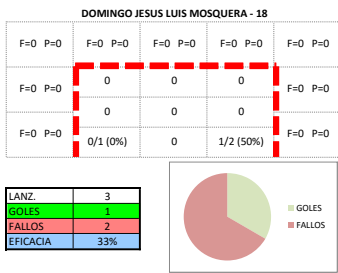 DOMINGO JESUS LUIS MOSQUERA - 18
F=0 P=0 F=0 P=0 F=0 P=0 F=0 P=0 F=0 P=0
F=0 P=0 0 0 0 F=0 P=0
0 0 0
F=0 P=0 0/1 (0%) 0 1/2 (50%) F=0 P=0
LANZ. 3
GOLES 1
FALLOS 2
EFICACIA 33%
GOLES
FALLOS